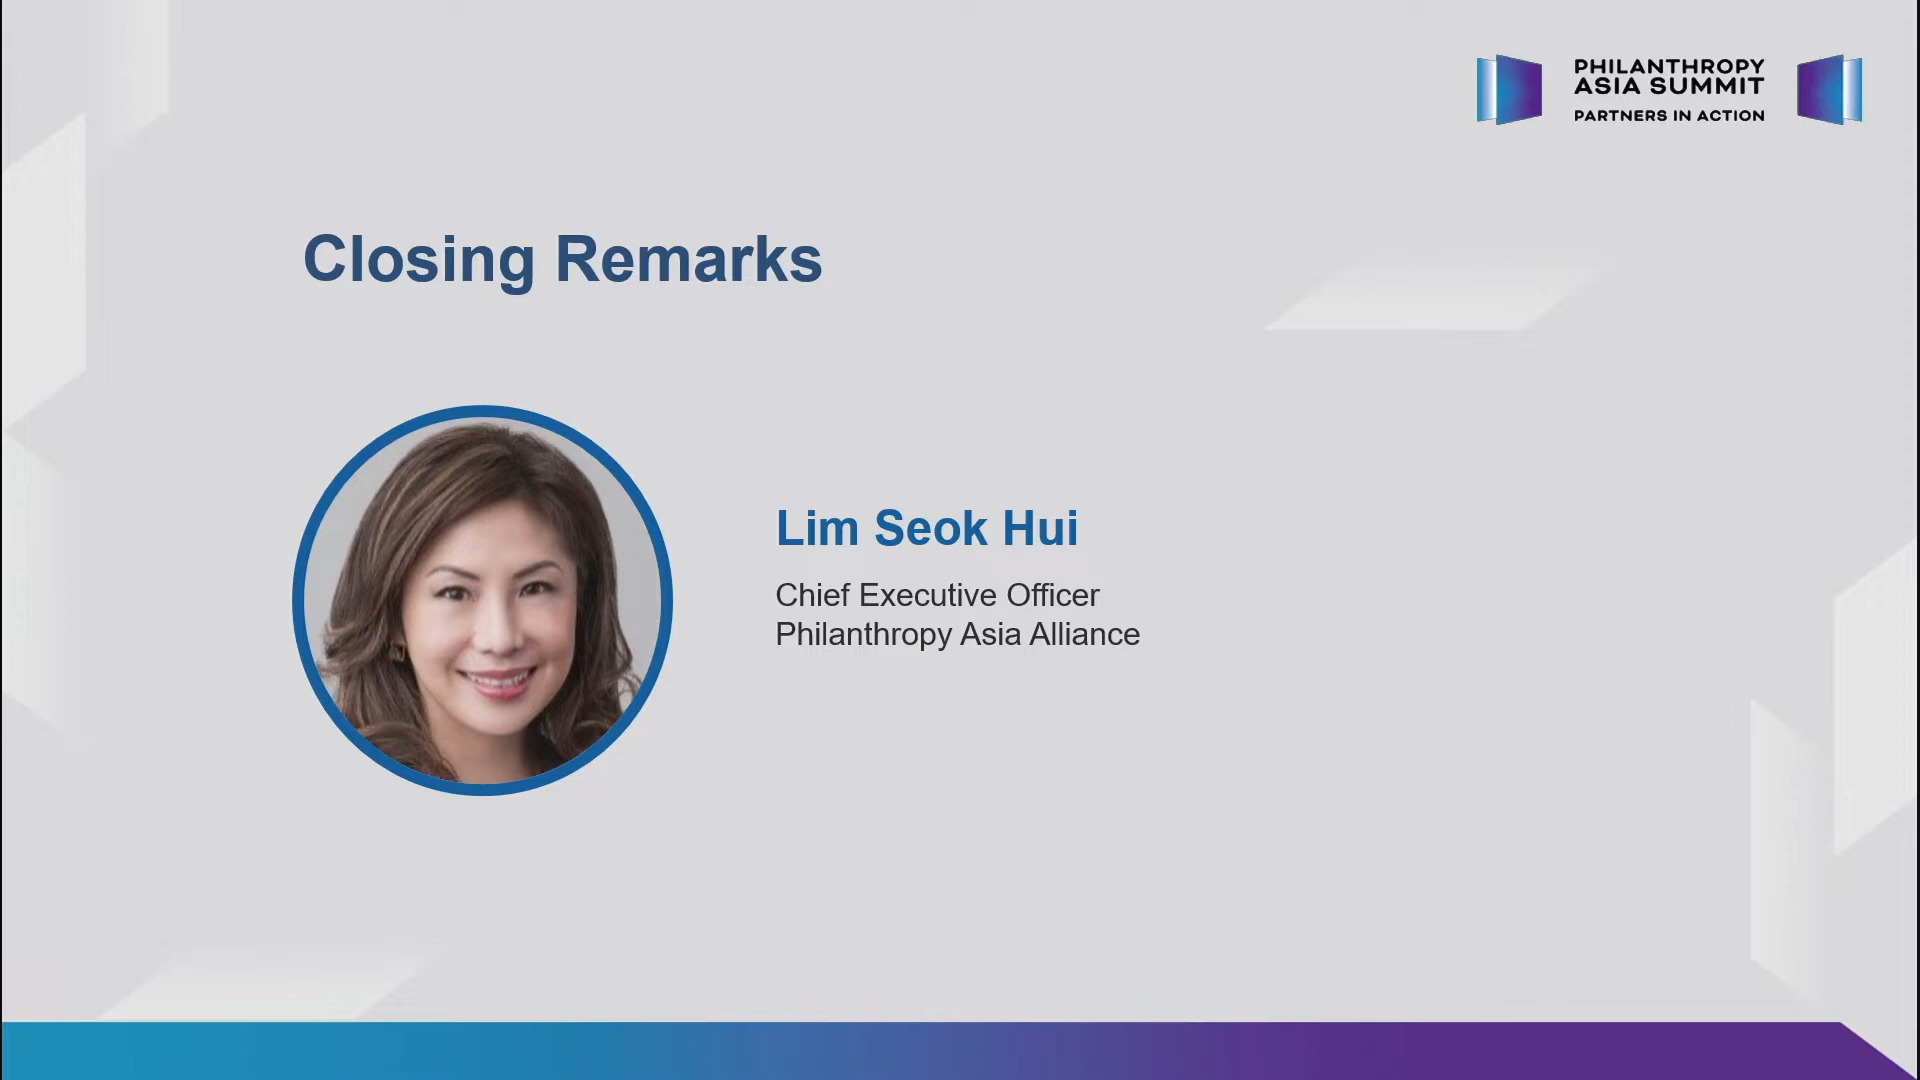 PHILANTHROPY
ASIA SUMMIT
PARTNERS IN ACTION
Closing Remarks
Lim Seok Hui
Chief Executive Officer
Philanthropy Asia Alliance